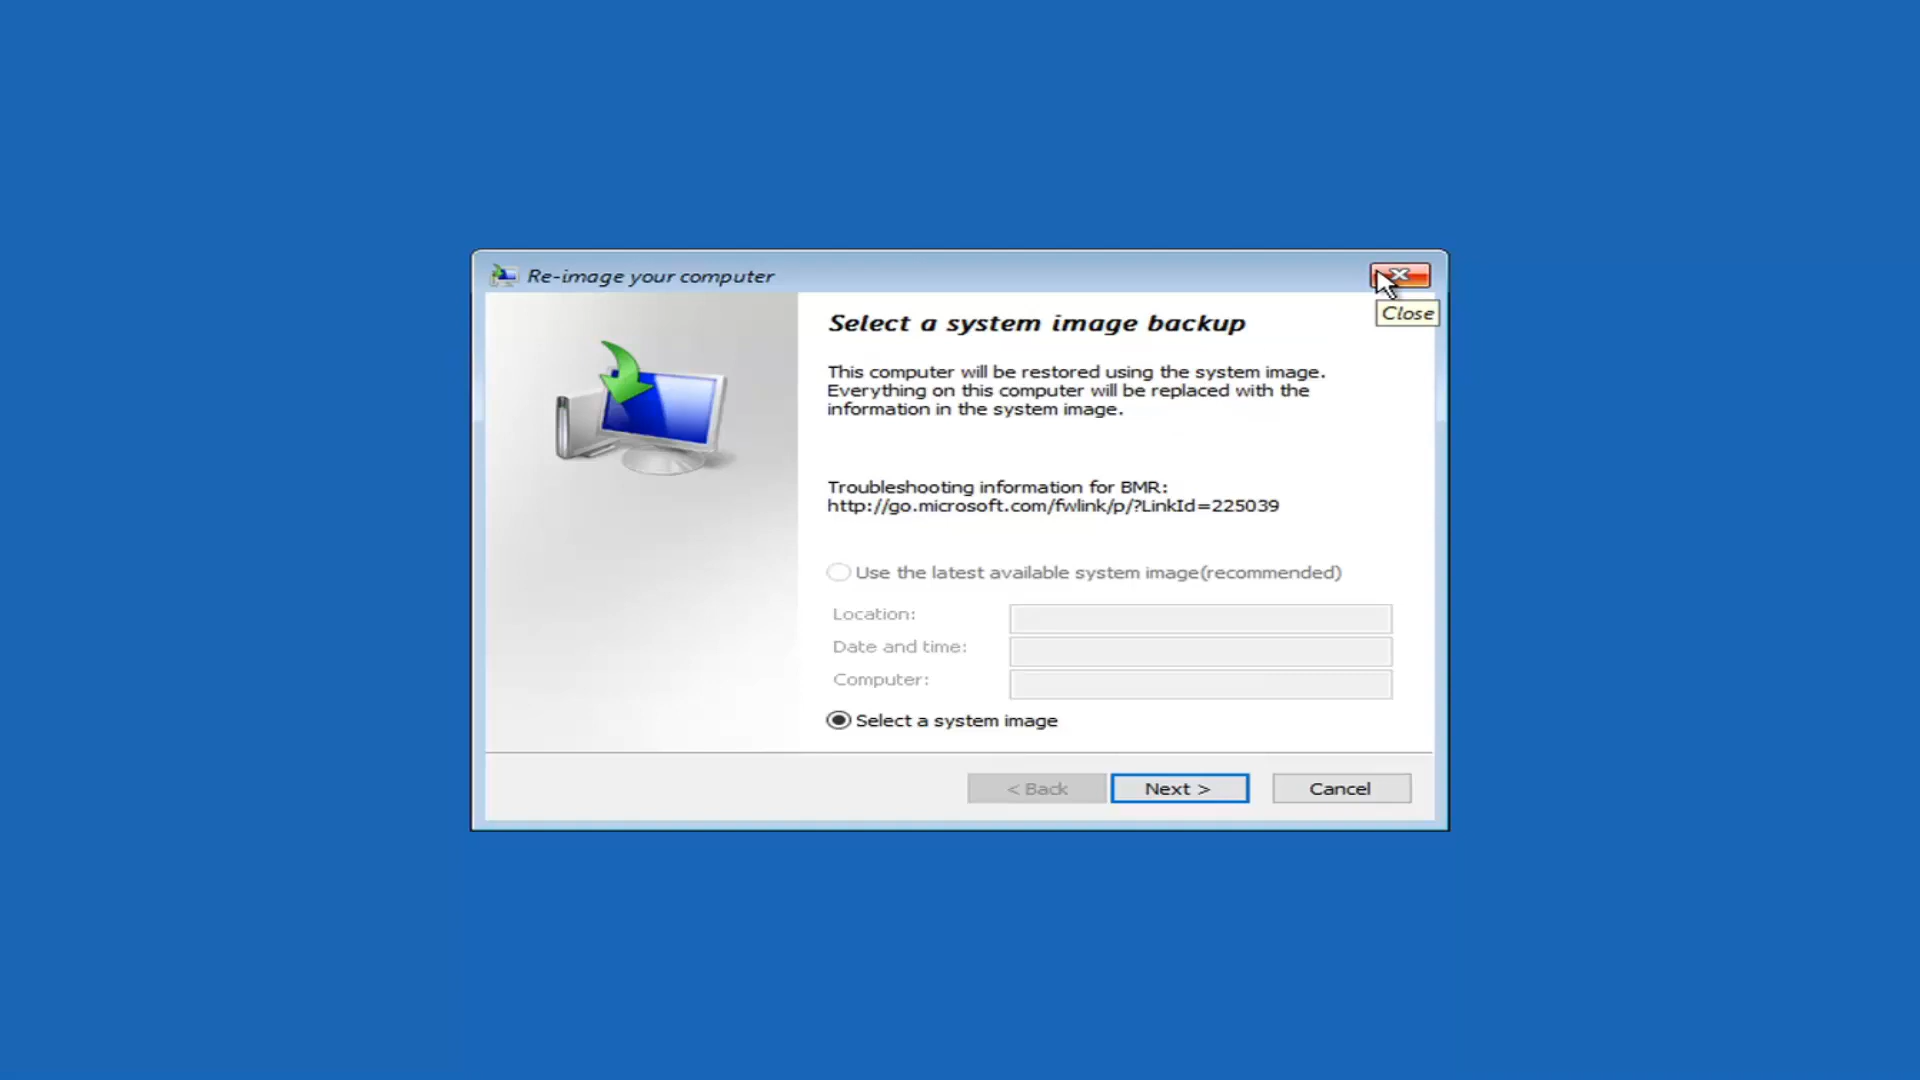 Re-image your computer
Close
Select a system image backup
This computer will be restored using the system image.
Everything on this computer will be replaced with the
information in the system image.
Troubleshooting information for BMR:
http://go.microsoft.com/fwlink/p/?LinkId=225039
Use the latest available system image(recommended)
Location:
Date and time:
Computer:
Select a system image
< Back
Next >
Cancel